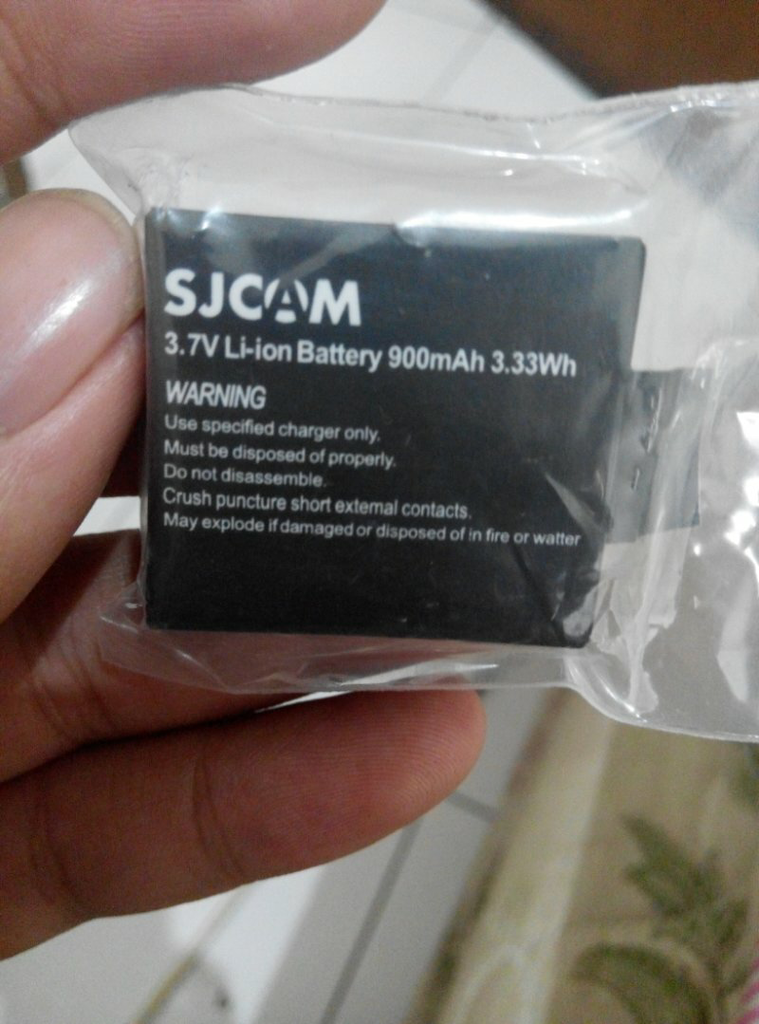 SJCAM
3.7V Li-ion Battery 900mAh 3.33Wh
WARNING
Use specified charger only.
Must be disposed of properly.
Do not disassemble.
Crush puncture short external contacts.
May explode if damaged or disposed of in fire or watter